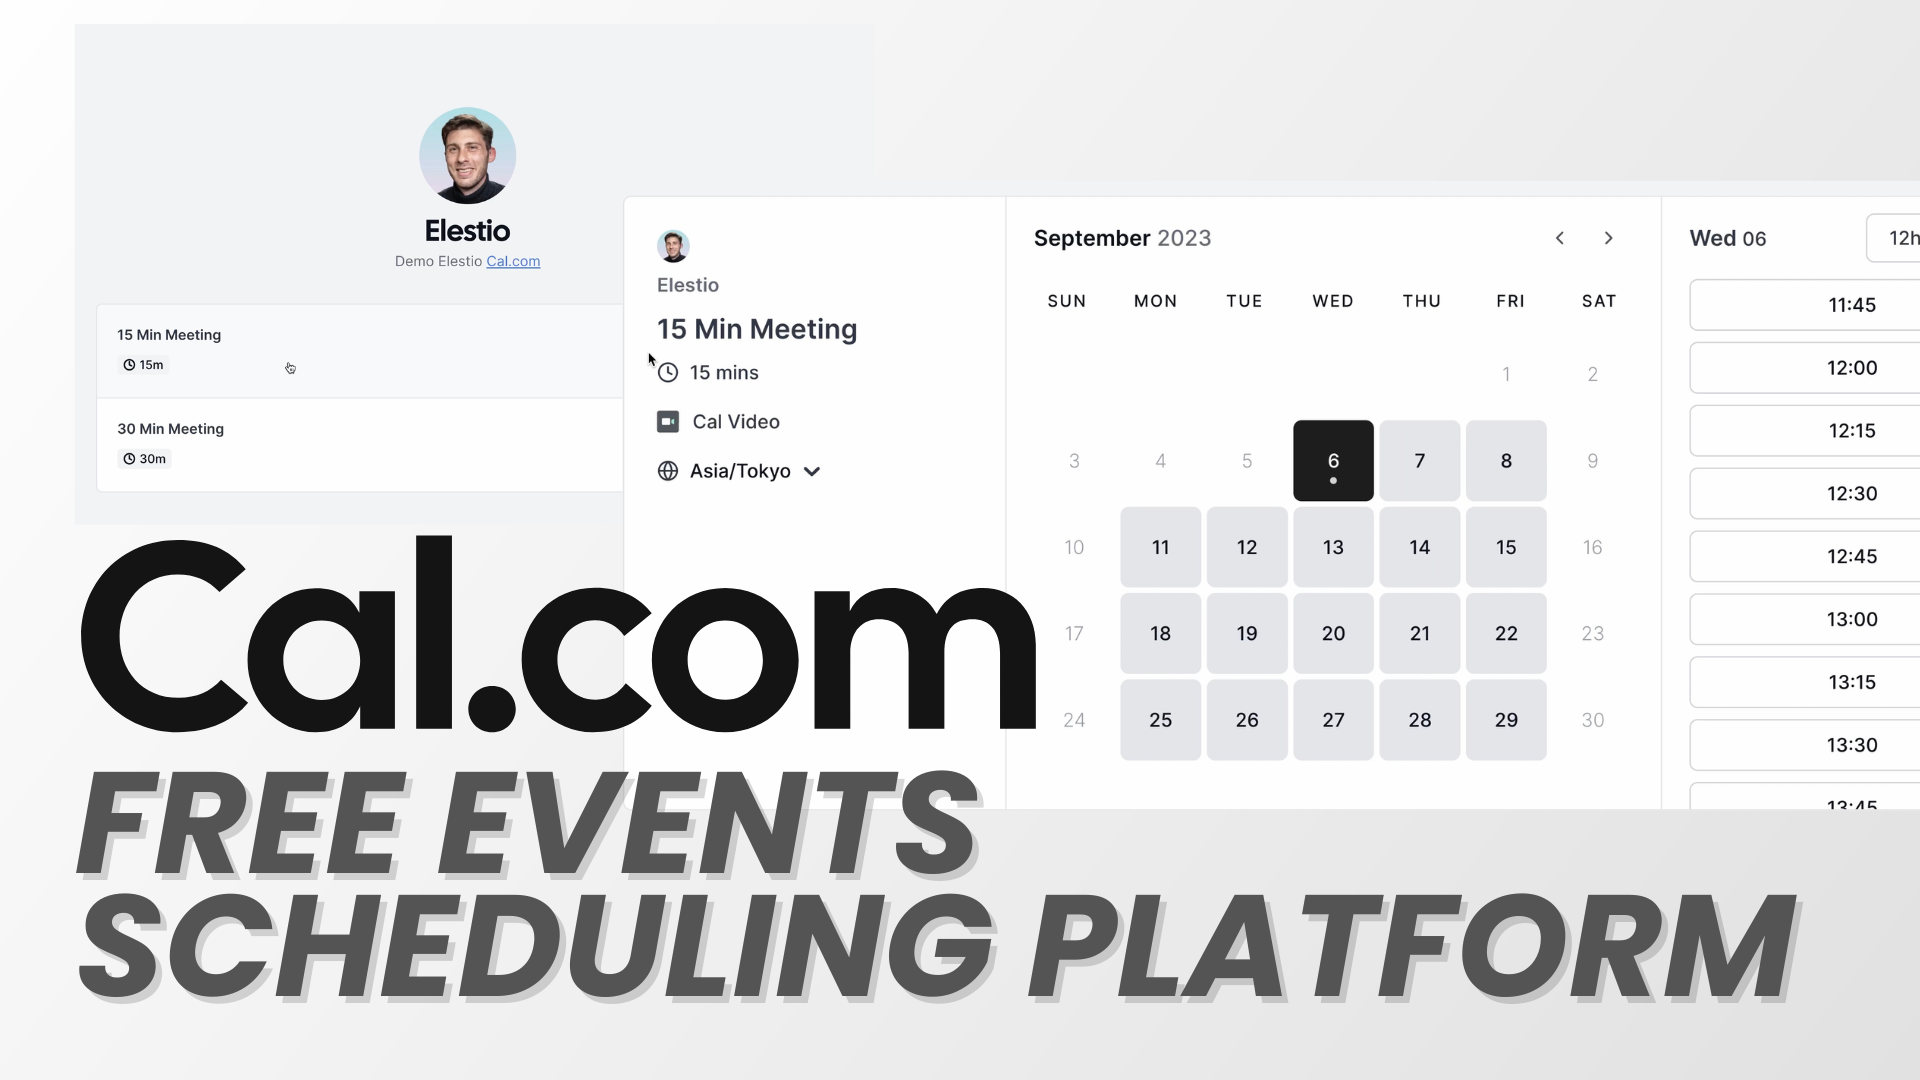 Elestio
Demo Elestio Cal.com
15 Min Meeting
15m
30 Min Meeting
30m
Elestio
15 Min Meeting
15 mins
Cal Video
Asia/Tokyo
September 2023
SUN MON TUE WED THU FRI SAT
1 2
3 4 5 6 7 8 9
10 11 12 13 14 15 16
17 18 19 20 21 22 23
24 25 26 27 28 29 30
Wed 06
12h
11:45
12:00
12:15
12:30
12:45
13:00
13:15
13:30
13:45
Cal.com
FREE EVENTS
SCHEDULING PLATFORM